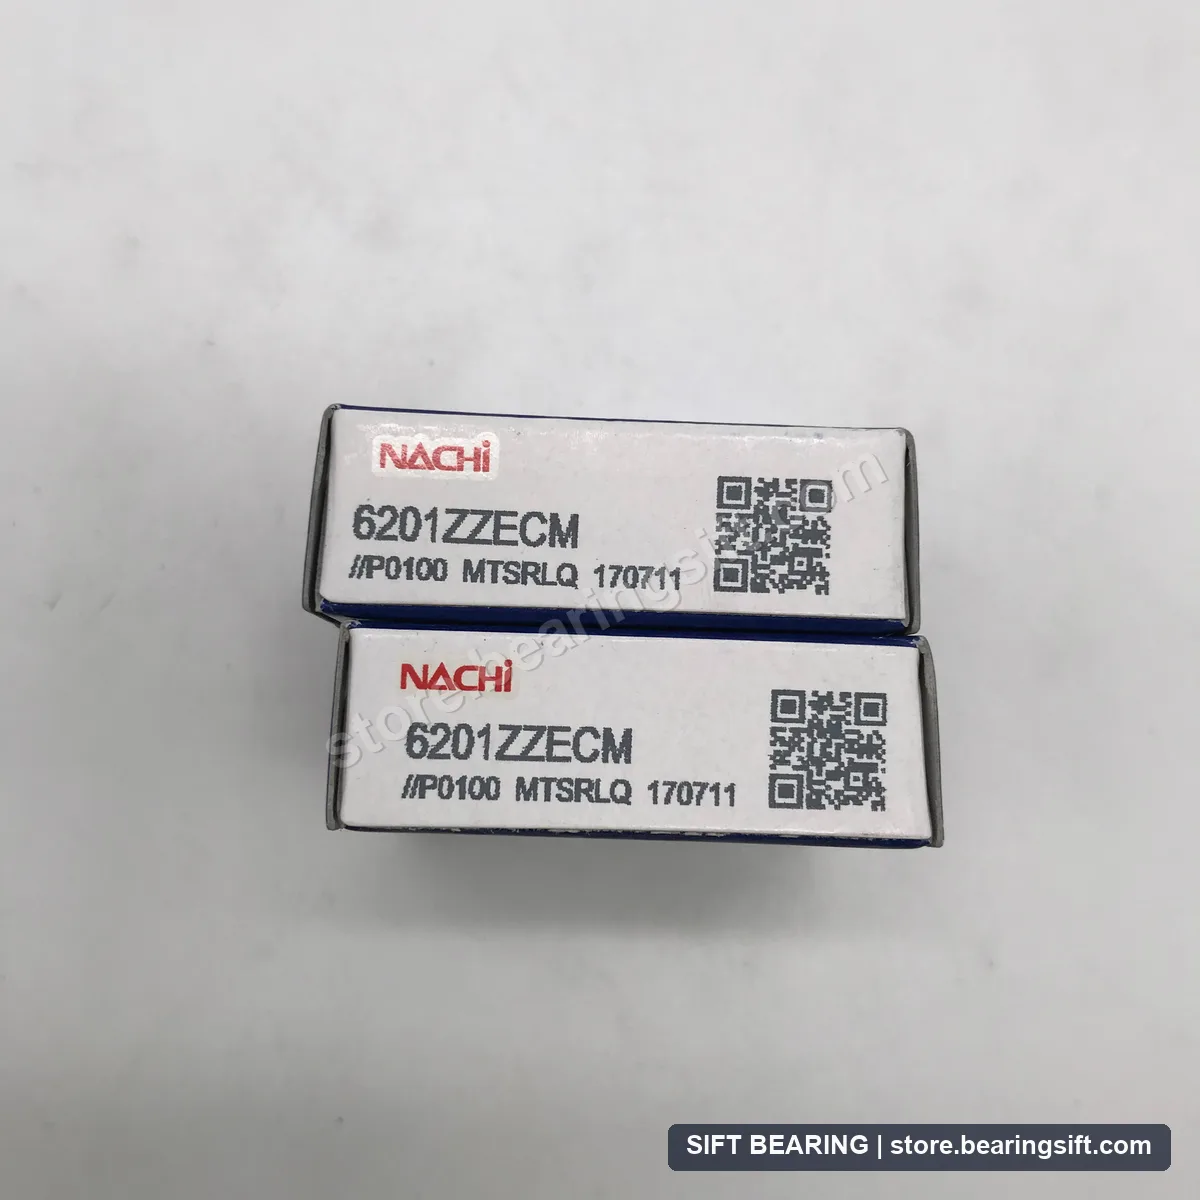 NACHi
6201ZZECM
//P0100 MTSRLQ 170711
NACHi
6201ZZECM
//P0100 MTSRLQ 170711
store.bearingsift.com
SIFT BEARING | store.bearingsift.com